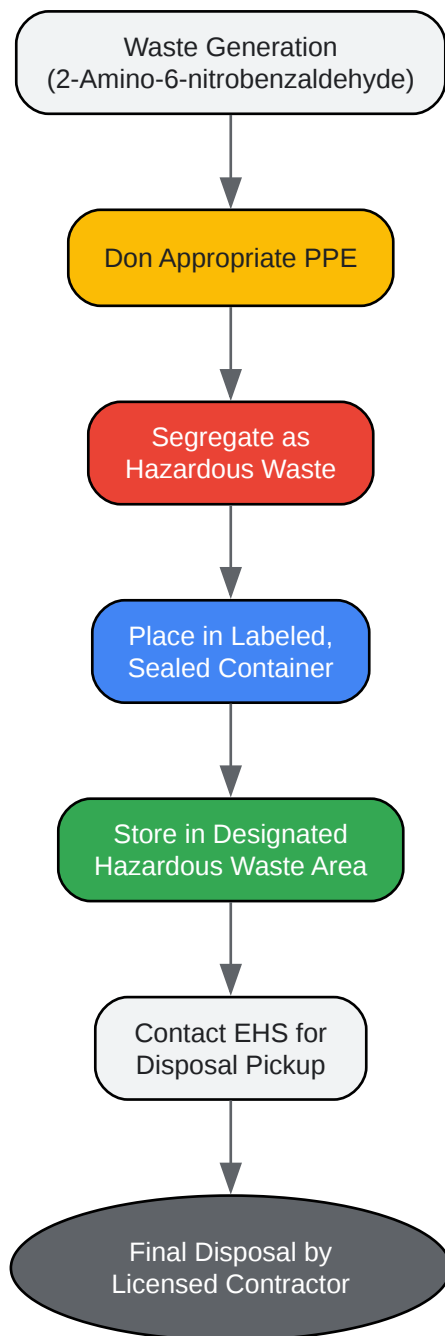 Waste Generation
(2-Amino-6-nitrobenzaldehyde)
Don Appropriate PPE
Segregate as
Hazardous Waste
Place in Labeled,
Sealed Container
Store in Designated
Hazardous Waste Area
Contact EHS for
Disposal Pickup
Final Disposal by
Licensed Contractor